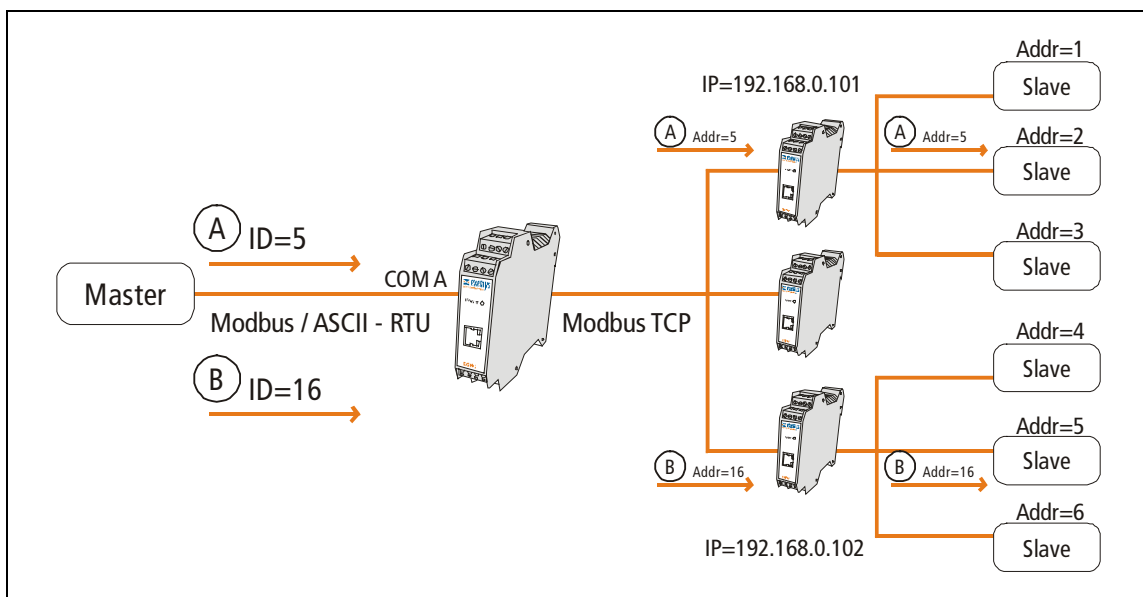 Addr=1
Slave
IP=192.168.0.101
A Addr=5
A Addr=5
Addr=2
Slave
A ID=5
Addr=3
Slave
COM A
Master
Modbus / ASCII - RTU
Modbus TCP
Addr=4
Slave
B ID=16
Addr=5
Slave
B Addr=16
B Addr=16
Addr=6
Slave
IP=192.168.0.102